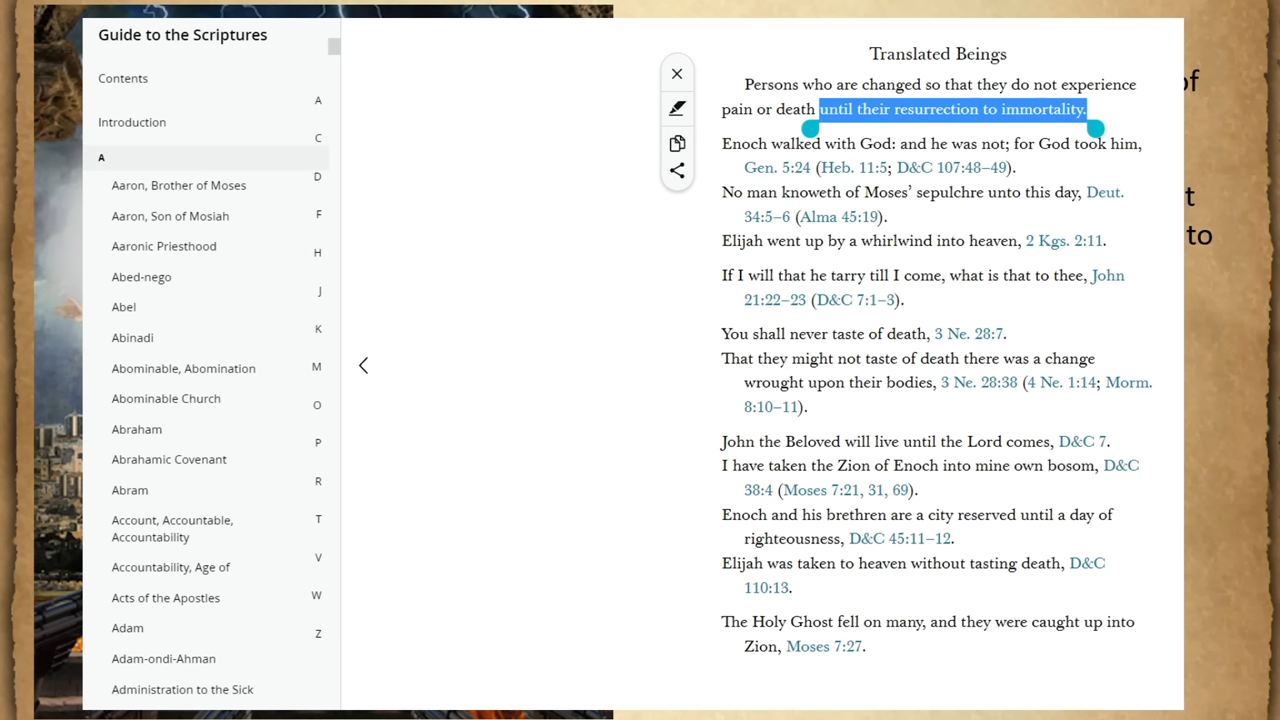 Guide to the Scriptures
Contents
Introduction
A
Aaron, Brother of Moses
Aaron, Son of Mosiah
Aaronic Priesthood
Abed-nego
Abel
Abinadi
Abominable, Abomination
Abominable Church
Abraham
Abrahamic Covenant
Abram
Account, Accountable,
Accountability
Accountability, Age of
Acts of the Apostles
Adam
Adam-ondi-Ahman
Administration to the Sick
A
C
D
F
H
J
K
M
O
P
R
T
V
W
Z
Translated Beings
Persons who are changed so that they do not experience
pain or death until their resurrection to immortality.
Enoch walked with God: and he was not; for God took him,
Gen. 5:24 (Heb. 11:5; D&C 107:48–49).
No man knoweth of Moses’ sepulchre unto this day, Deut.
34:5–6 (Alma 45:19).
Elijah went up by a whirlwind into heaven, 2 Kgs. 2:11.
If I will that he tarry till I come, what is that to thee, John
21:22–23 (D&C 7:1–3).
You shall never taste of death, 3 Ne. 28:7.
That they might not taste of death there was a change
wrought upon their bodies, 3 Ne. 28:38 (4 Ne. 1:14; Morm.
8:10–11).
John the Beloved will live until the Lord comes, D&C 7.
I have taken the Zion of Enoch into mine own bosom, D&C
38:4 (Moses 7:21, 31, 69).
Enoch and his brethren are a city reserved until a day of
righteousness, D&C 45:11–12.
Elijah was taken to heaven without tasting death, D&C
110:13.
The Holy Ghost fell on many, and they were caught up into
Zion, Moses 7:27.
of
t
to